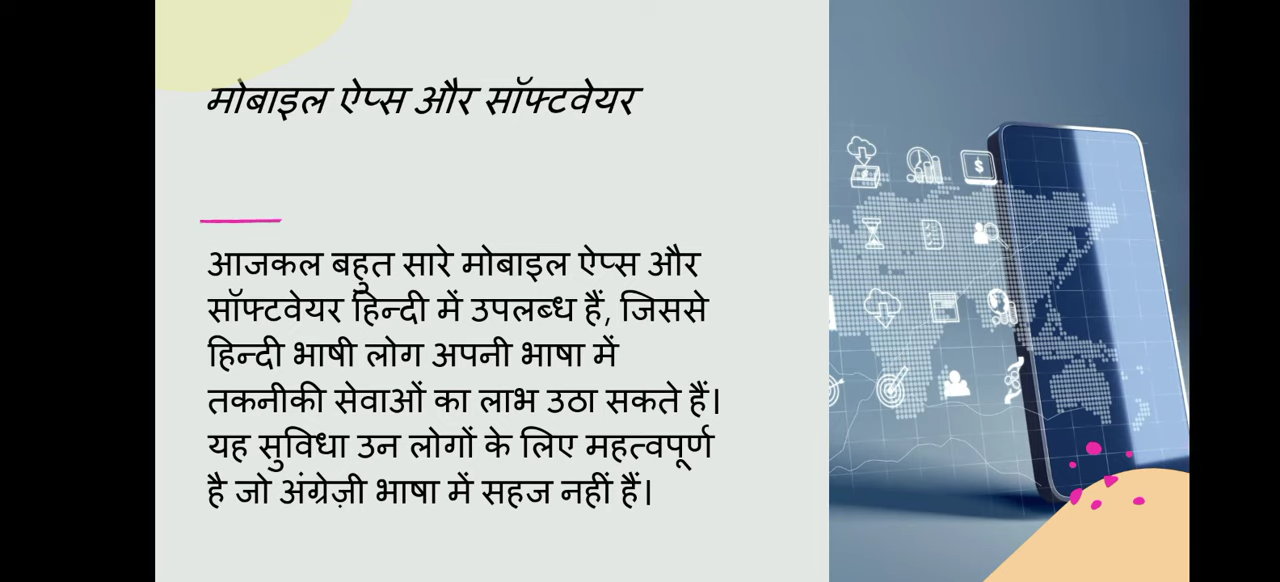 मोबाइल ऐप्स और सॉफ्टवेयर
आजकल बहुत सारे मोबाइल ऐप्स और
सॉफ्टवेयर हिन्दी में उपलब्ध हैं, जिससे
हिन्दी भाषी लोग अपनी भाषा में
तकनीकी सेवाओं का लाभ उठा सकते हैं।
यह सुविधा उन लोगों के लिए महत्वपूर्ण
है जो अंग्रेज़ी भाषा में सहज नहीं हैं।